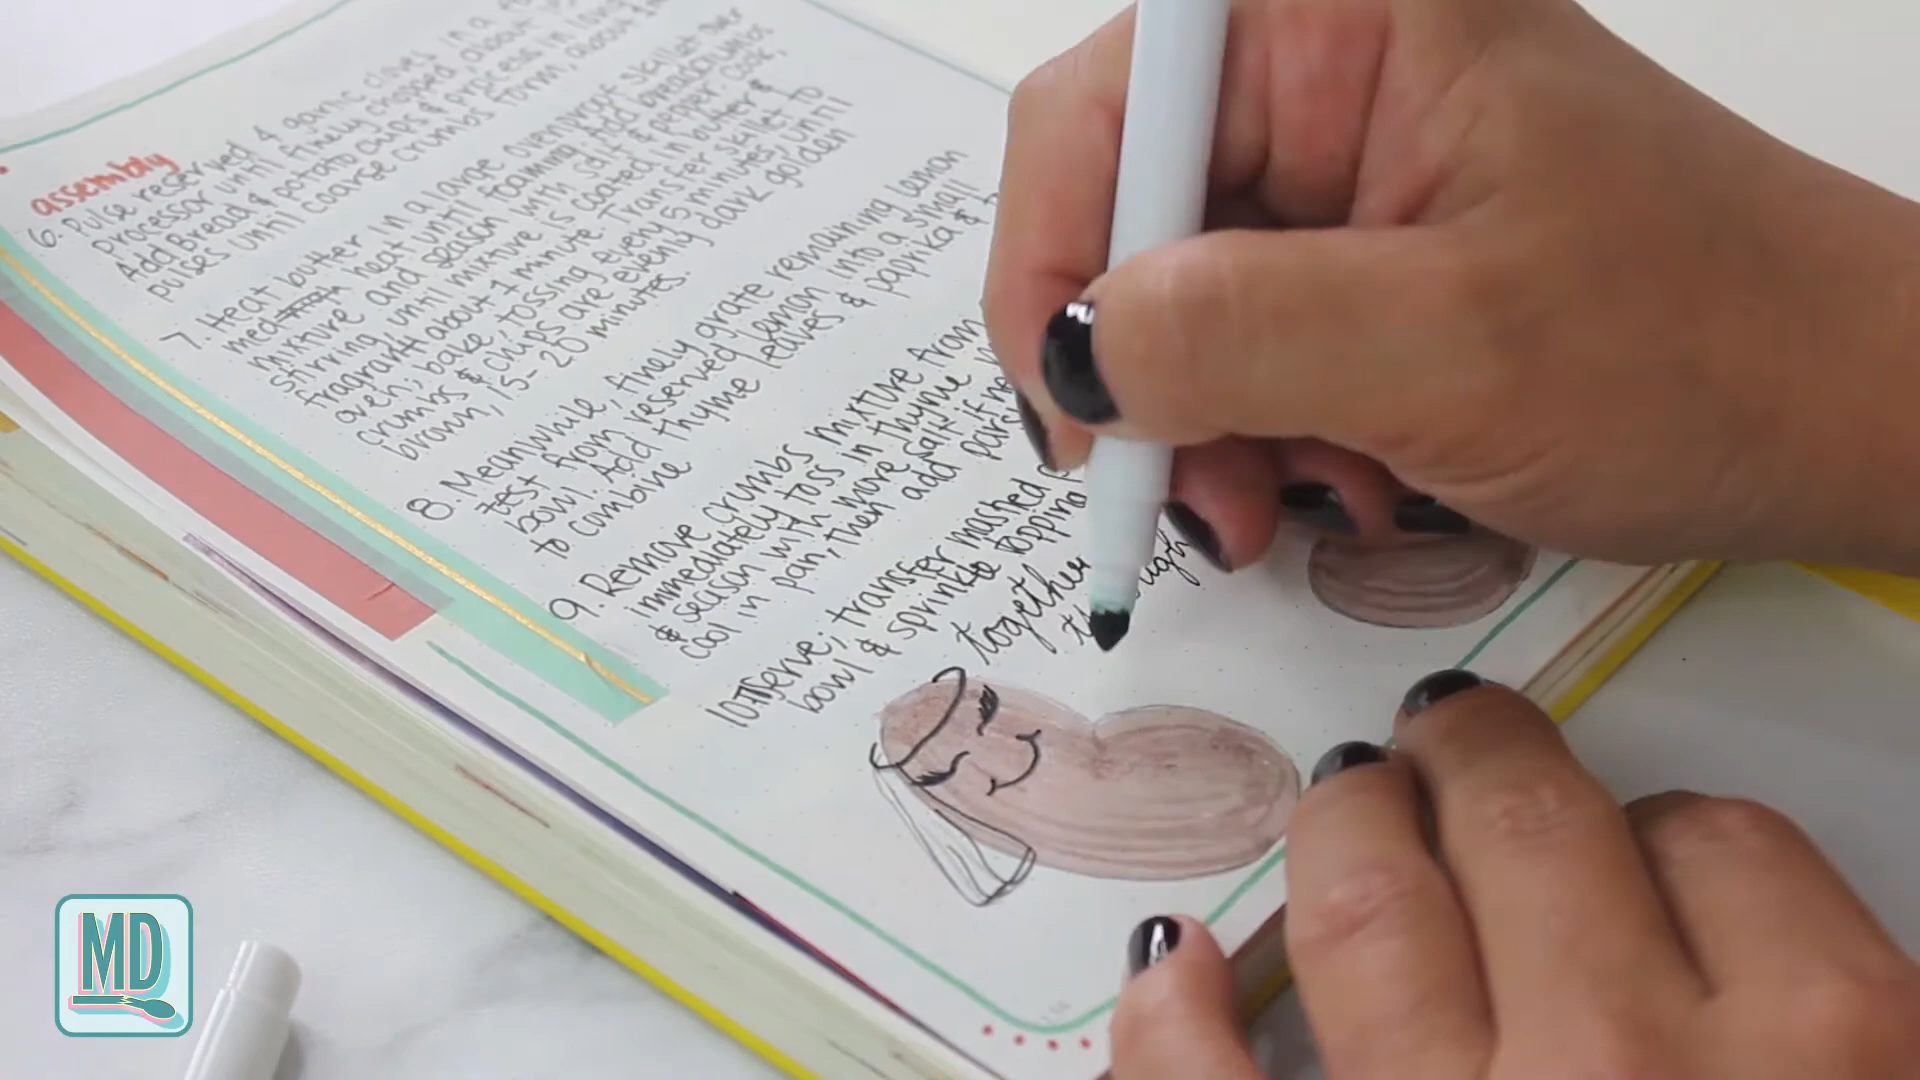 assembly
6. Pulse reserved 4 garlic cloves in a
processor until finely chopped, about
Add Bread & potato chips & process in long
pulses until coarse crumbs form, about
7. Heat butter in a large ovenproof skillet over
med heat until foaming. Add bread crumbs
mixture and season with salt & pepper. Cook,
stirring, until mixture is coated in butter &
fragrant about 1 minute. Transfer skillet to
oven; bake, tossing every 5 minutes, until
crumbs & chips are evenly dark golden
brown, 15-20 minutes.
8. Meanwhile, finely grate remaining lemon
zest from reserved lemon into a small
bowl. Add thyme leaves & paprika &
to combine
9. Remove crumbs mixture from
immediately toss in thyme
& season with more salt if
cool in pan, then add
10. serve; transfer mashed
bowl & sprinkle topping
together
MD